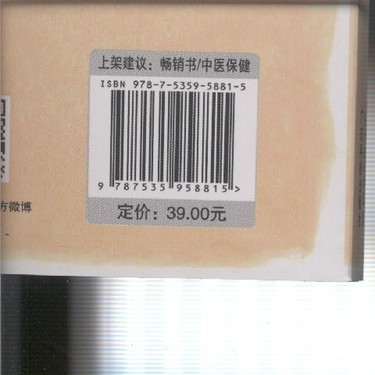 上架建议：畅销书/中医保健
ISBN 978-7-5359-5881-5
9 787535 958815 >
定价：39.00元
方微博